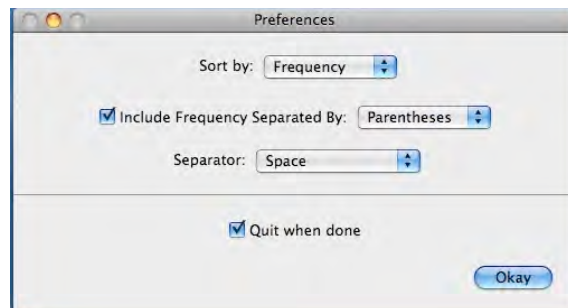 Preferences
Sort by: Frequency
Include Frequency Separated By: Parentheses
Separator: Space
Quit when done
Okay